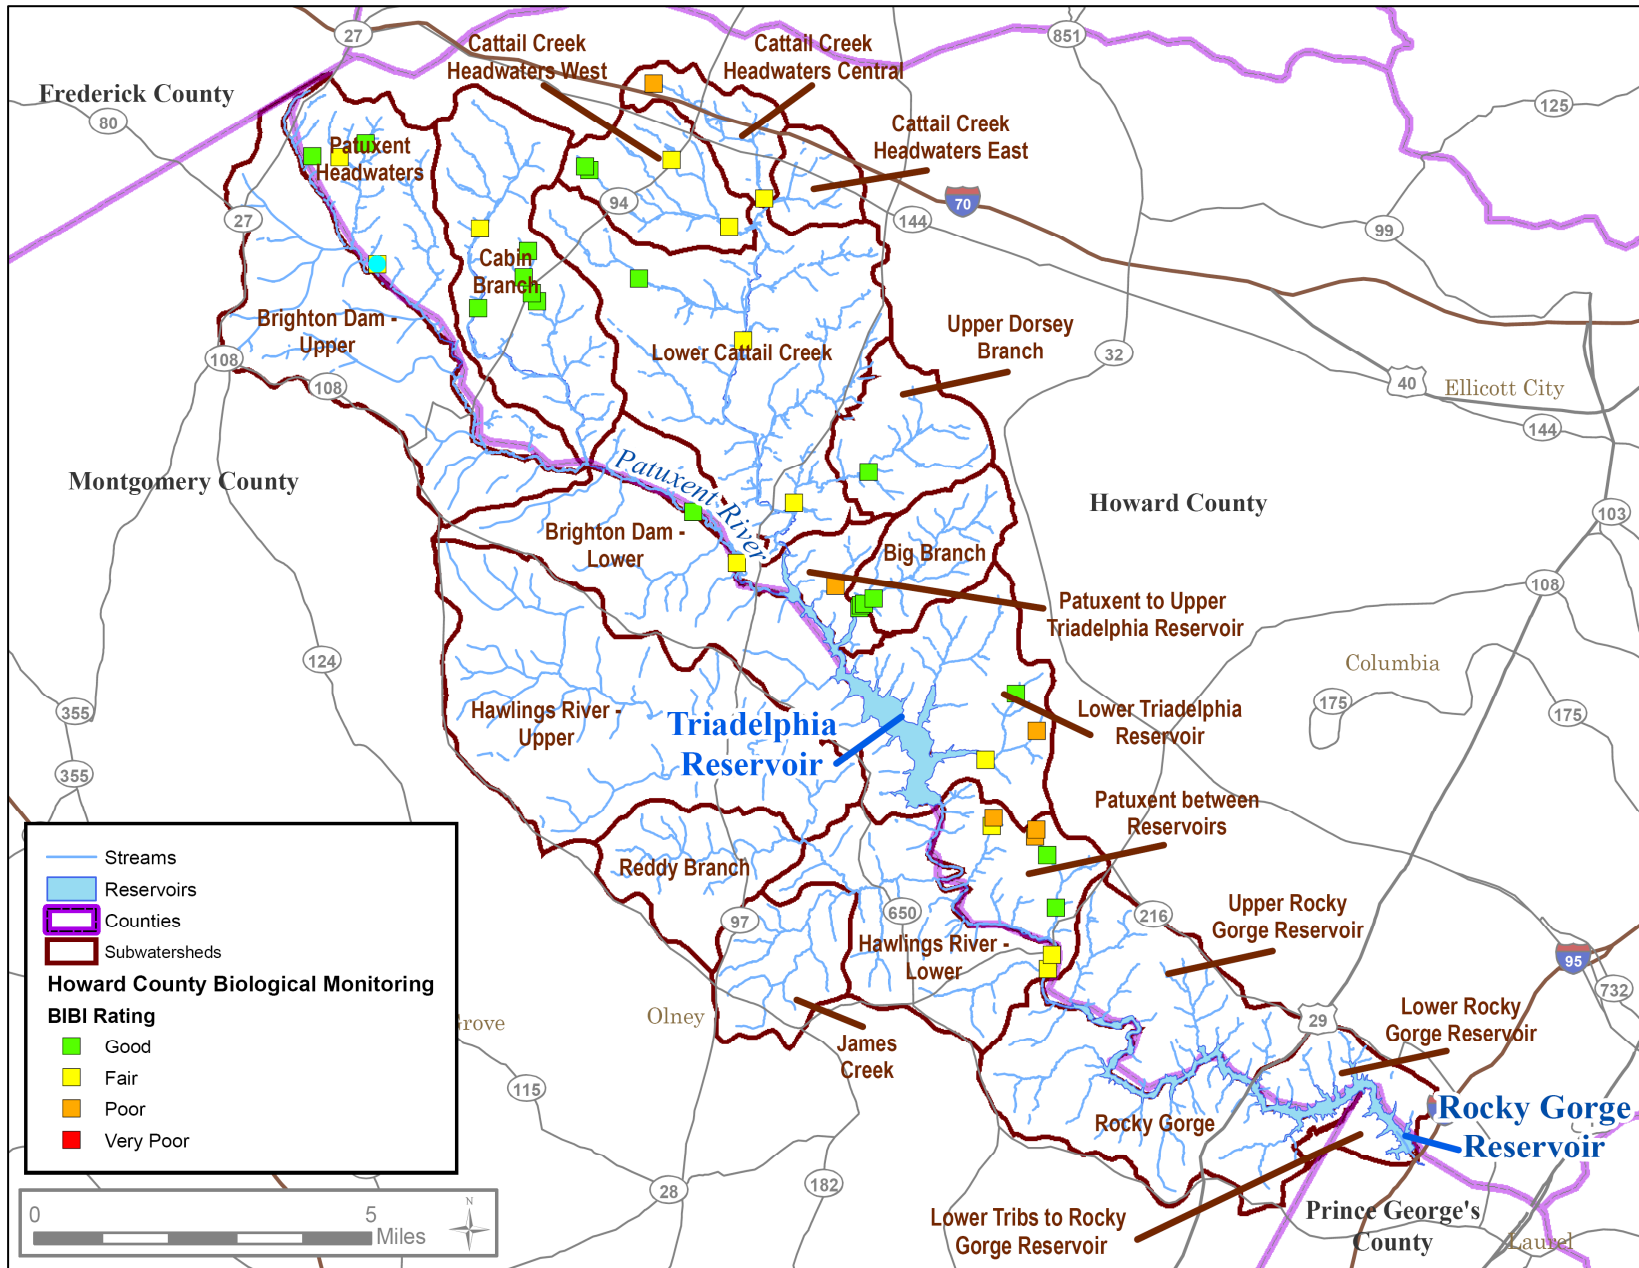 27
Cattail Creek
Headwaters West
Cattail Creek
Headwaters Central
851
Frederick County
80
125
Cattail Creek
Headwaters East
Patuxent
Headwaters
94
70
144
27
99
Cabin
Branch
Brighton Dam -
Upper
Upper Dorsey
Branch
Lower Cattail Creek
32
108
108
40
Ellicott City
144
Montgomery County
Patuxent River
Howard County
103
Brighton Dam -
Lower
Big Branch
108
Patuxent to Upper
Triadelphia Reservoir
124
Columbia
355
175
175
Hawlings River -
Upper
Triadelphia
Reservoir
Lower Triadelphia
Reservoir
355
Patuxent between
Reservoirs
Reddy Branch
97
650
216
Upper Rocky
Gorge Reservoir
Hawlings River -
Lower
95
732
Olney
Grove
29
Lower Rocky
Gorge Reservoir
James
Creek
115
Rocky Gorge
Rocky Gorge
Reservoir
182
28
Lower Tribs to Rocky
Gorge Reservoir
Prince George's
County
Laurel
Streams
Reservoirs
Counties
Subwatersheds
Howard County Biological Monitoring
BIBI Rating
Good
Fair
Poor
Very Poor
0
5
Miles
N